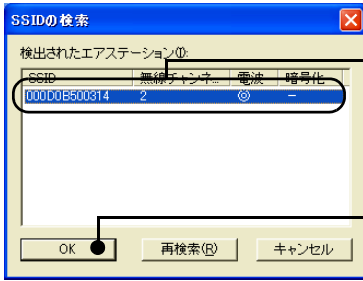 SSIDの検索
検出されたエアステーション(I):
SSID 無線チャンネ... 電波 暗号化
000D0B500314 2 ◎ −
OK 再検索(R) キャンセル